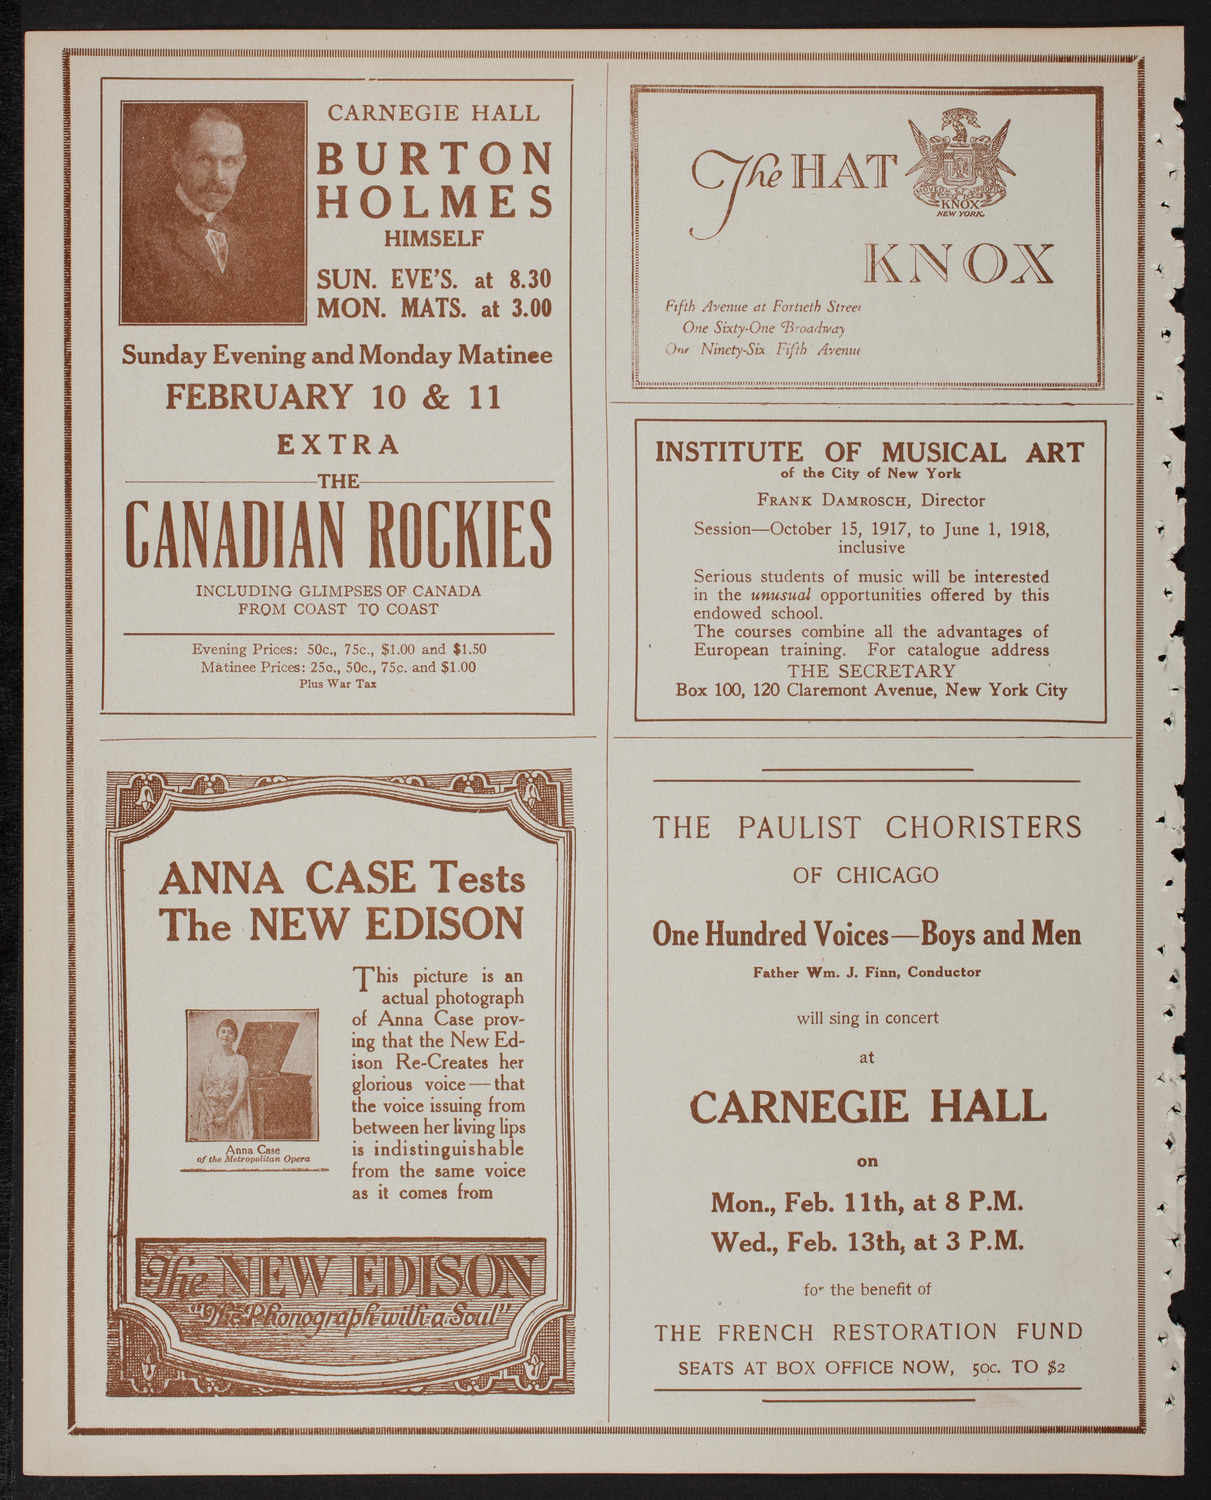 CARNEGIE HALL
BURTON
HOLMES
HIMSELF
SUN. EVE'S. at 8.30
MON. MATS. at 3.00
Sunday Evening and Monday Matinee
FEBRUARY 10 & 11
EXTRA
THE
CANADIAN ROCKIES
INCLUDING GLIMPSES OF CANADA
FROM COAST TO COAST
Evening Prices: 50c., 75c., $1.00 and $1.50
Matinee Prices: 25c., 50c., 75c. and $1.00
Plus War Tax
ANNA CASE Tests
The NEW EDISON
This picture is an
actual photograph
of Anna Case prov-
ing that the New Ed-
ison Re-Creates her
glorious voice—that
the voice issuing from
between her living lips
is indistinguishable
from the same voice
as it comes from
Anna Case
of the Metropolitan Opera
The NEW EDISON
"The Phonograph with a Soul"
The HAT
KNOX
NEW YORK.
KNOX
Fifth Avenue at Fortieth Street
One Sixty-One Broadway
One Ninety-Six Fifth Avenue
INSTITUTE OF MUSICAL ART
of the City of New York
FRANK DAMROSCH, Director
Session—October 15, 1917, to June 1, 1918,
inclusive
Serious students of music will be interested
in the unusual opportunities offered by this
endowed school.
The courses combine all the advantages of
European training. For catalogue address
THE SECRETARY
Box 100, 120 Claremont Avenue, New York City
THE PAULIST CHORISTERS
OF CHICAGO
One Hundred Voices—Boys and Men
Father Wm. J. Finn, Conductor
will sing in concert
at
CARNEGIE HALL
on
Mon., Feb. 11th, at 8 P.M.
Wed., Feb. 13th, at 3 P.M.
for the benefit of
THE FRENCH RESTORATION FUND
SEATS AT BOX OFFICE NOW, 50C. TO $2